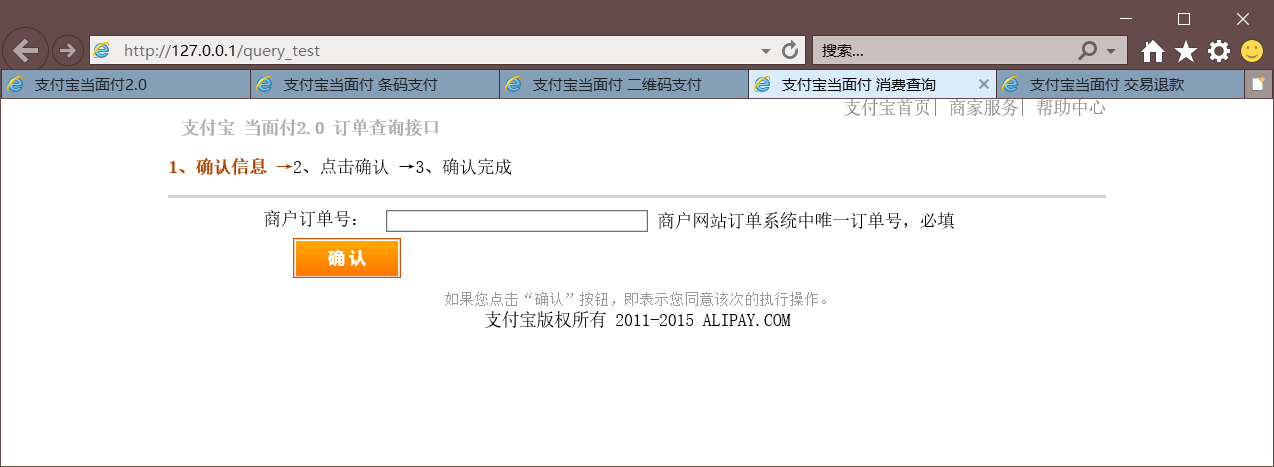 http://127.0.0.1/query_test
搜索...
支付宝当面付2.0
支付宝当面付 条码支付
支付宝当面付 二维码支付
支付宝当面付 消费查询
支付宝当面付 交易退款
支付宝首页| 商家服务| 帮助中心
支付宝 当面付2.0 订单查询接口
1、确认信息 →2、点击确认 →3、确认完成
商户订单号： 商户网站订单系统中唯一订单号，必填
确 认
如果您点击“确认”按钮，即表示您同意该次的执行操作。
支付宝版权所有 2011-2015 ALIPAY.COM